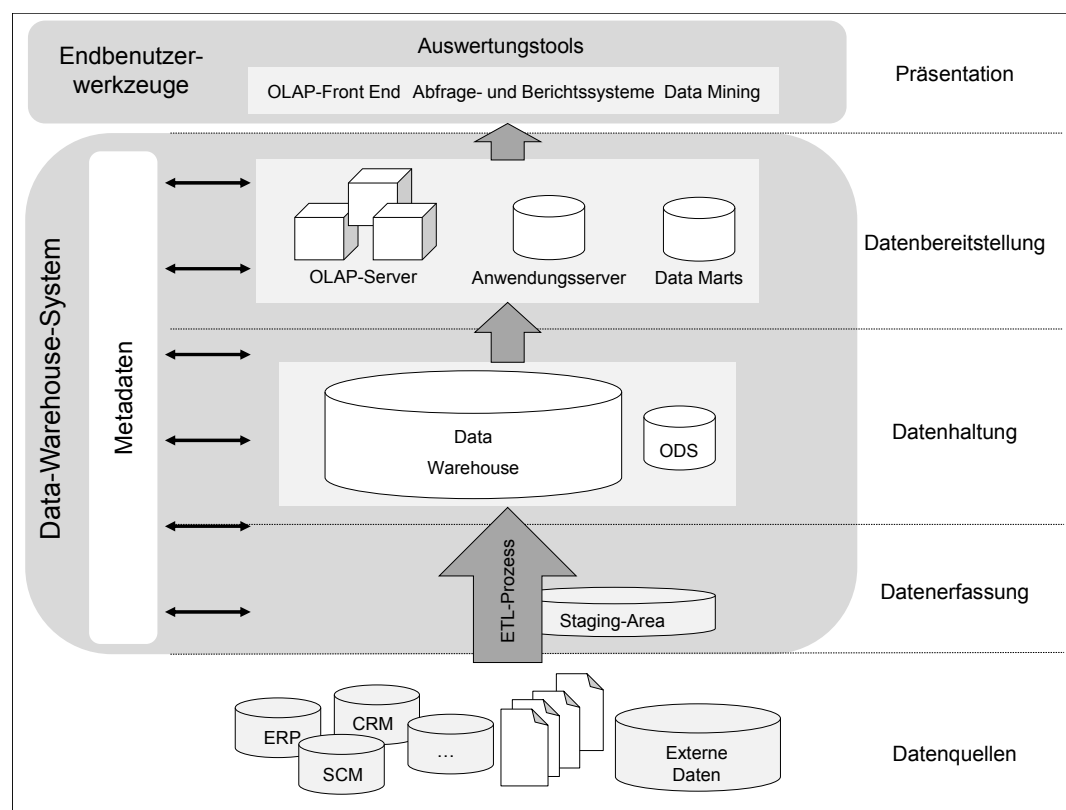 Endbenutzer-
werkzeuge
Auswertungstools
OLAP-Front End Abfrage- und Berichtssysteme Data Mining
Präsentation
Data-Warehouse-System
Metadaten
OLAP-Server
Anwendungsserver
Data Marts
Datenbereitstellung
Data
Warehouse
ODS
Datenhaltung
ETL-Prozess
Staging-Area
Datenerfassung
ERP
CRM
SCM
...
Externe
Daten
Datenquellen